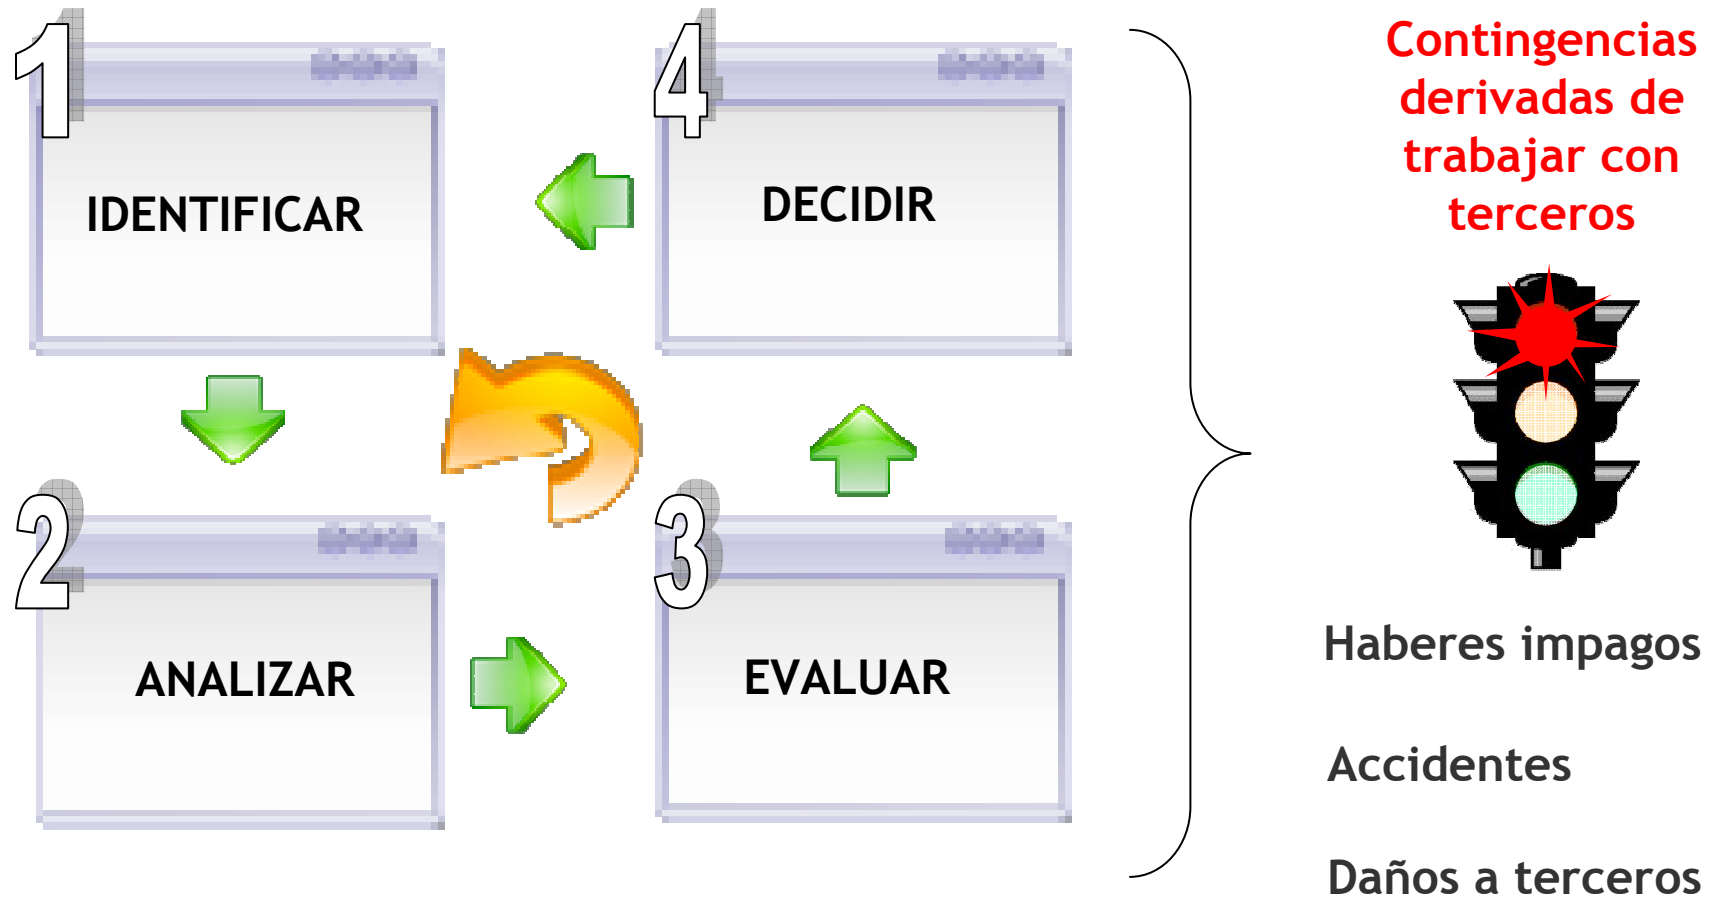 1
IDENTIFICAR
2
ANALIZAR
3
EVALUAR
4
DECIDIR
Contingencias
derivadas de
trabajar con
terceros
Haberes impagos
Accidentes
Daños a terceros